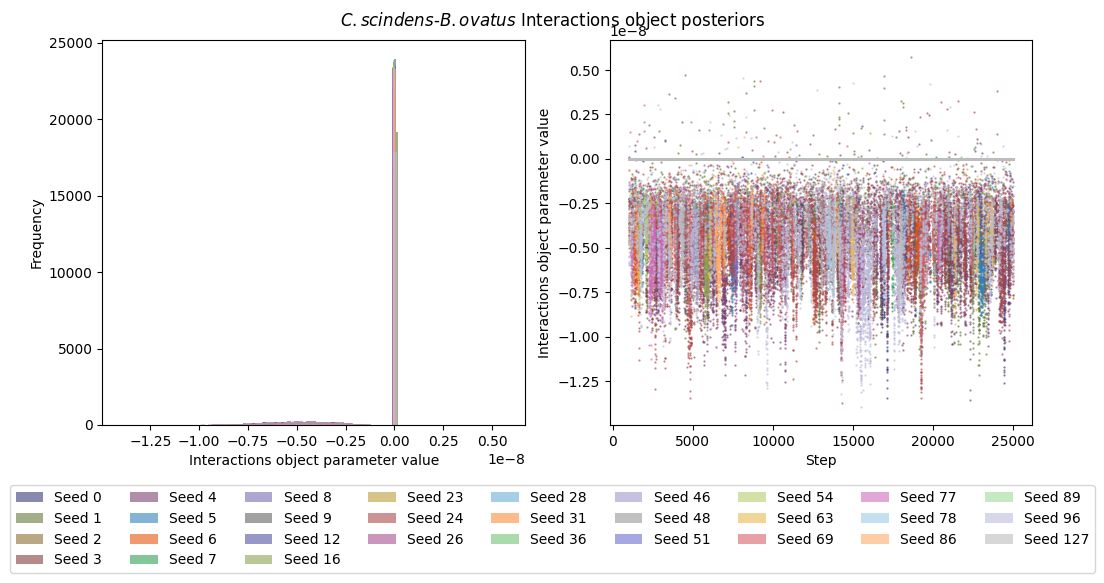 C.scindens-B.ovatus Interactions object posteriors
25000
20000
15000
10000
5000
0
Frequency
−1.25 −1.00 −0.75 −0.50 −0.25 0.00 0.25 0.50
1e−8
Interactions object parameter value
1e−8
0.50
0.25
0.00
−0.25
−0.50
−0.75
−1.00
−1.25
Interactions object parameter value
0 5000 10000 15000 20000 25000
Step
Seed 0 Seed 4 Seed 8 Seed 23 Seed 28 Seed 46 Seed 54 Seed 77 Seed 89
Seed 1 Seed 5 Seed 9 Seed 24 Seed 31 Seed 48 Seed 63 Seed 78 Seed 96
Seed 2 Seed 6 Seed 12 Seed 26 Seed 36 Seed 51 Seed 69 Seed 86 Seed 127
Seed 3 Seed 7 Seed 16